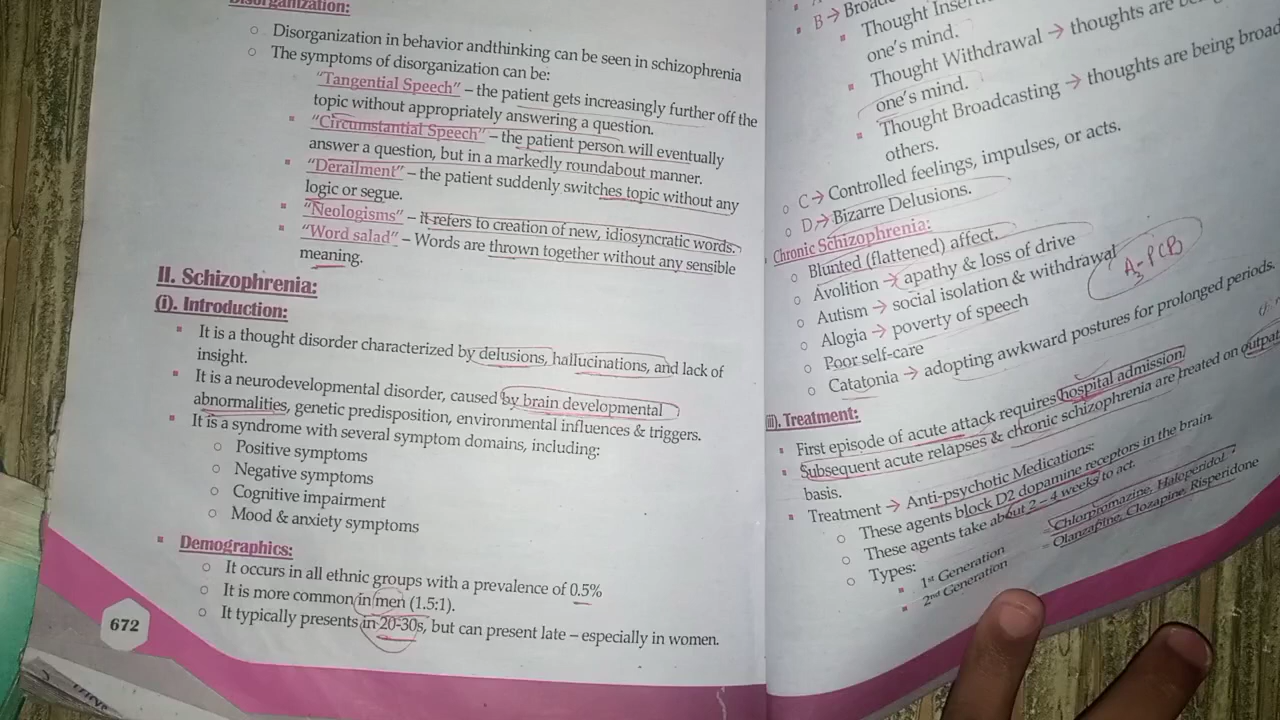 Disorganization:
○ Disorganization in behavior andthinking can be seen in schizophrenia
○ The symptoms of disorganization can be:
"Tangential Speech" – the patient gets increasingly further off the
topic without appropriately answering a question.
▪ "Circumstantial Speech" – the patient person will eventually
answer a question, but in a markedly roundabout manner.
▪ "Derailment" – the patient suddenly switches topic without any
logic or segue.
▪ "Neologisms" – it refers to creation of new, idiosyncratic words.
▪ "Word salad" – Words are thrown together without any sensible
meaning.
II. Schizophrenia:
(i). Introduction:
▪ It is a thought disorder characterized by delusions, hallucinations, and lack of
insight.
▪ It is a neurodevelopmental disorder, caused by brain developmental
abnormalities, genetic predisposition, environmental influences & triggers.
▪ It is a syndrome with several symptom domains, including:
○ Positive symptoms
○ Negative symptoms
○ Cognitive impairment
○ Mood & anxiety symptoms
▪ Demographics:
○ It occurs in all ethnic groups with a prevalence of 0.5%
○ It is more common in men (1.5:1).
○ It typically presents in 20-30s, but can present late – especially in women.
672
B →
▪ Thought
one's mind.
▪ Thought Withdrawal → thoughts are
one's mind.
▪ Thought Broadcasting → thoughts are being
others.
○ C → Controlled feelings, impulses, or acts.
○ D → Bizarre Delusions.
Chronic Schizophrenia:
○ Blunted (flattened) affect.
○ Avolition → apathy & loss of drive
○ Autism → social isolation & withdrawal
○ Alogia → poverty of speech
○ Poor self-care
○ Catatonia → adopting awkward postures for prolonged periods.
A3-PCB
(iii). Treatment:
▪ First episode of acute attack requires hospital admission
▪ Subsequent acute relapses & chronic schizophrenia are treated on
basis.
▪ Treatment → Anti-psychotic Medications:
○ These agents block D2 dopamine receptors in the brain.
○ These agents take about 2 – 4 weeks to act.
○ Types:
▪ 1st Generation – Chlorpromazine, Haloperidol
▪ 2nd Generation – Olanzapine, Clozapine, Risperidone